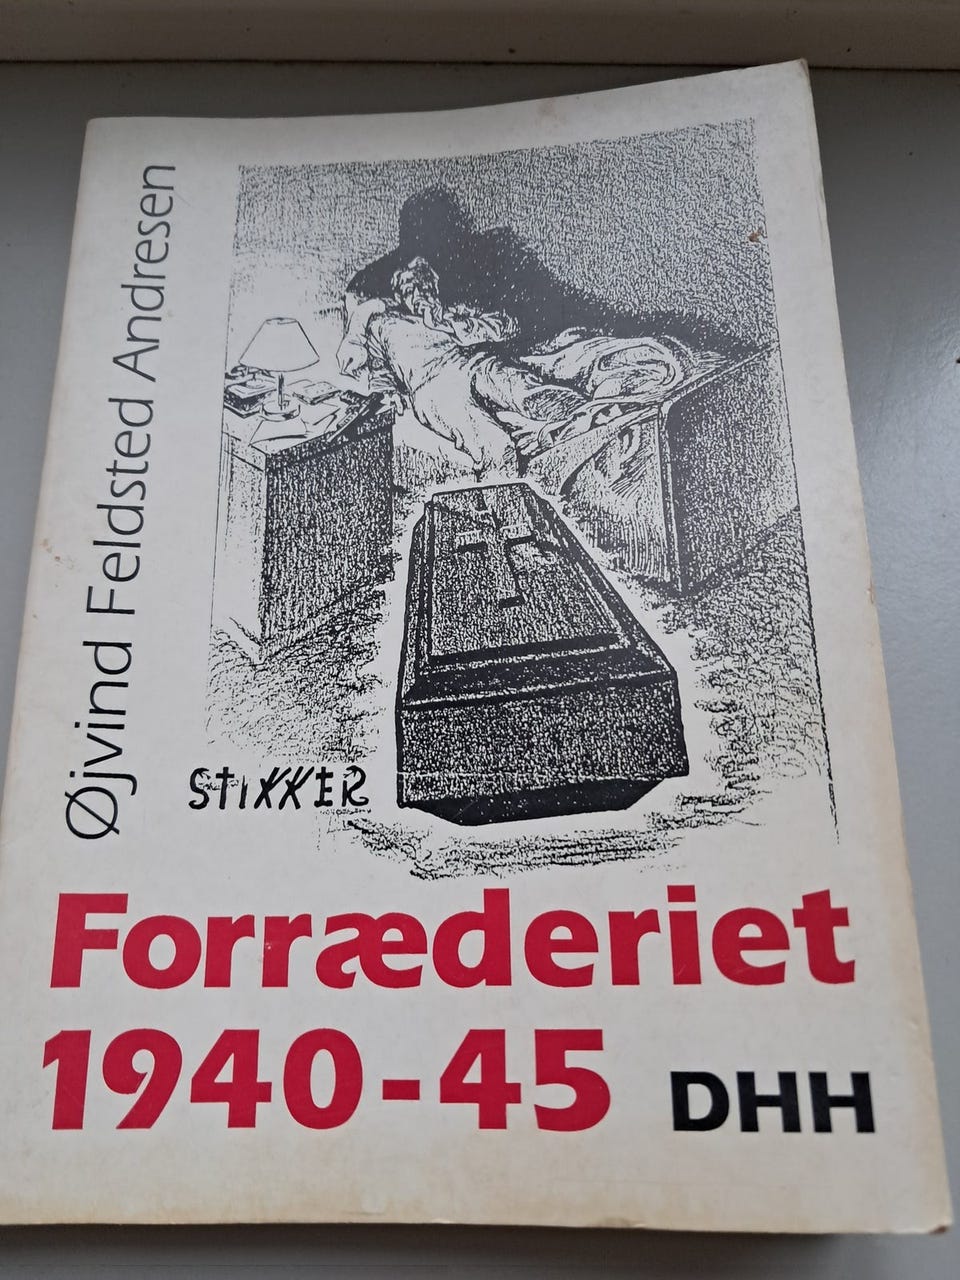 Øjvind Feldsted Andresen
STIKKER
Forræderiet
1940-45 DHH